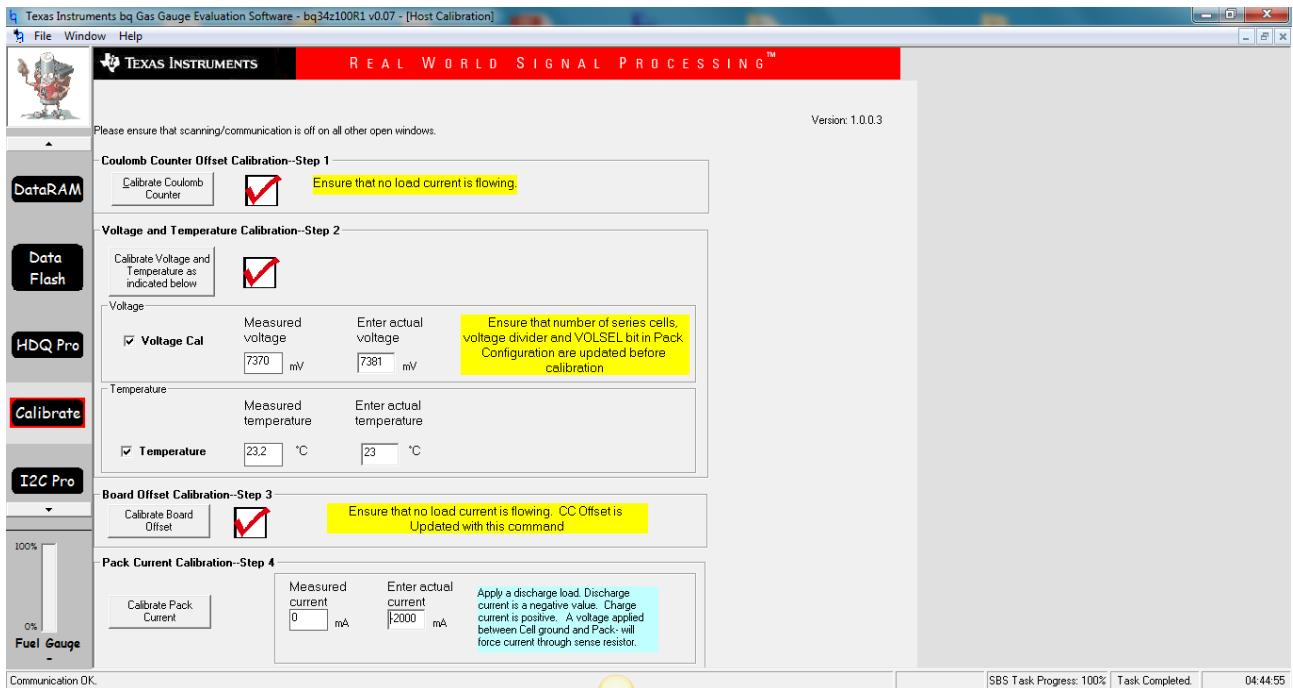 Texas Instruments bq Gas Gauge Evaluation Software - bq34z100R1 v0.07 - [Host Calibration]
File Window Help
TEXAS INSTRUMENTS
REAL WORLD SIGNAL PROCESSING™
Version: 1.0.0.3
Please ensure that scanning/communication is off on all other open windows.
DataRAM
Data
Flash
HDQ Pro
Calibrate
I2C Pro
100%
0%
Fuel Gauge
-
Coulomb Counter Offset Calibration--Step 1
Calibrate Coulomb
Counter
Ensure that no load current is flowing.
Voltage and Temperature Calibration--Step 2
Calibrate Voltage and
Temperature as
indicated below
Voltage
Voltage Cal
Measured
voltage
7370 mV
Enter actual
voltage
7381 mV
Ensure that number of series cells,
voltage divider and VOLSEL bit in Pack
Configuration are updated before
calibration
Temperature
Temperature
Measured
temperature
23,2 °C
Enter actual
temperature
23 °C
Board Offset Calibration--Step 3
Calibrate Board
Offset
Ensure that no load current is flowing. CC Offset is
Updated with this command
Pack Current Calibration--Step 4
Calibrate Pack
Current
Measured
current
0 mA
Enter actual
current
-2000 mA
Apply a discharge load. Discharge
current is a negative value. Charge
current is positive. A voltage applied
between Cell ground and Pack- will
force current through sense resistor.
Communication OK.
SBS Task Progress: 100%
Task Completed.
04:44:55